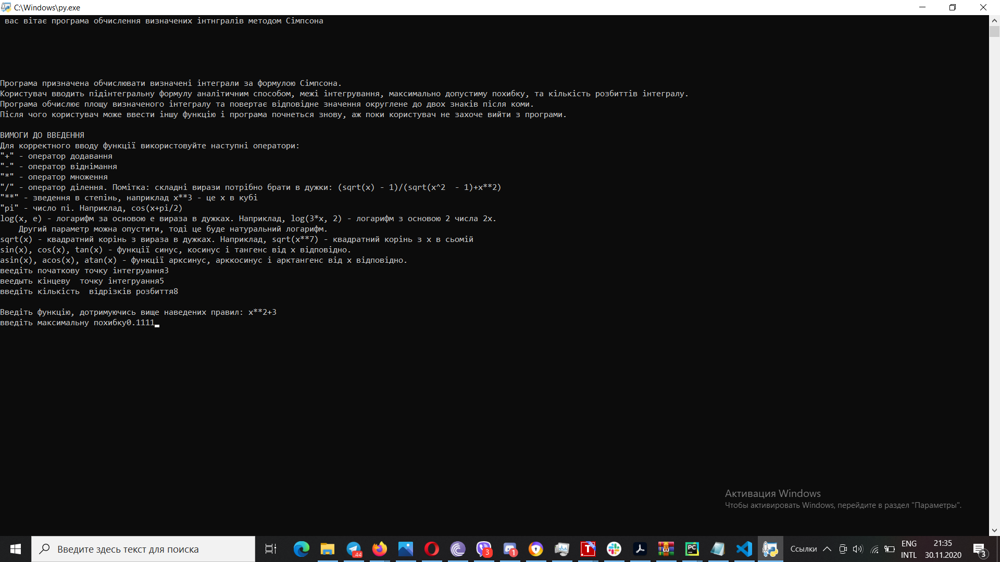 C:\Windows\py.exe
вас вітає програма обчислення визначених інтнгралів методом Сімпсона
Програма призначена обчислювати визначені інтеграли за формулою Сімпсона.
Користувач вводить підінтегральну формулу аналітичним способом, межі інтегрування, максимально допустиму похибку, та кількість розбиттів інтегралу.
Програма обчислює площу визначеного інтегралу та повертає відповідне значення округлене до двох знаків після коми.
Після чого користувач може ввести іншу функцію і програма почнеться знову, аж поки користувач не захоче вийти з програми.
ВИМОГИ ДО ВВЕДЕННЯ
Для корректного вводу функції використовуйте наступні оператори:
"+" - оператор додавання
"-" - оператор віднімання
"*" - оператор множення
"/" - оператор ділення. Помітка: складні вирази потрібно брати в дужки: (sqrt(x) - 1)/(sqrt(x^2  - 1)+x**2)
"**" - зведення в степінь, наприклад x**3 - це x в кубі
"pi" - число пі. Наприклад, cos(x+pi/2)
log(x, e) - логарифм за основою e вираза в дужках. Наприклад, log(3*x, 2) - логарифм з основою 2 числа 2x.
Другий параметр можна опустити, тоді це буде натуральний логарифм.
sqrt(x) - квадратний корінь з вираза в дужках. Наприклад, sqrt(x**7) - квадратний корінь з x в сьомій
sin(x), cos(x), tan(x) - функції синус, косинус і тангенс від x відповідно.
asin(x), acos(x), atan(x) - функції арксинус, арккосинус і арктангенс від x відповідно.
веедіть початкову точку інтегруання3
веедыть кінцеву  точку інтегруання5
введіть кількість  відрізків розбиття8
Введіть функцію, дотримуючись вище наведених правил: x**2+3
введіть максимальну похибку0.1111
Активация Windows
Чтобы активировать Windows, перейдите в раздел "Параметры".
Введите здесь текст для поиска
44
3
1
T
PC
Ссылки
ENG
INTL
21:35
30.11.2020
3